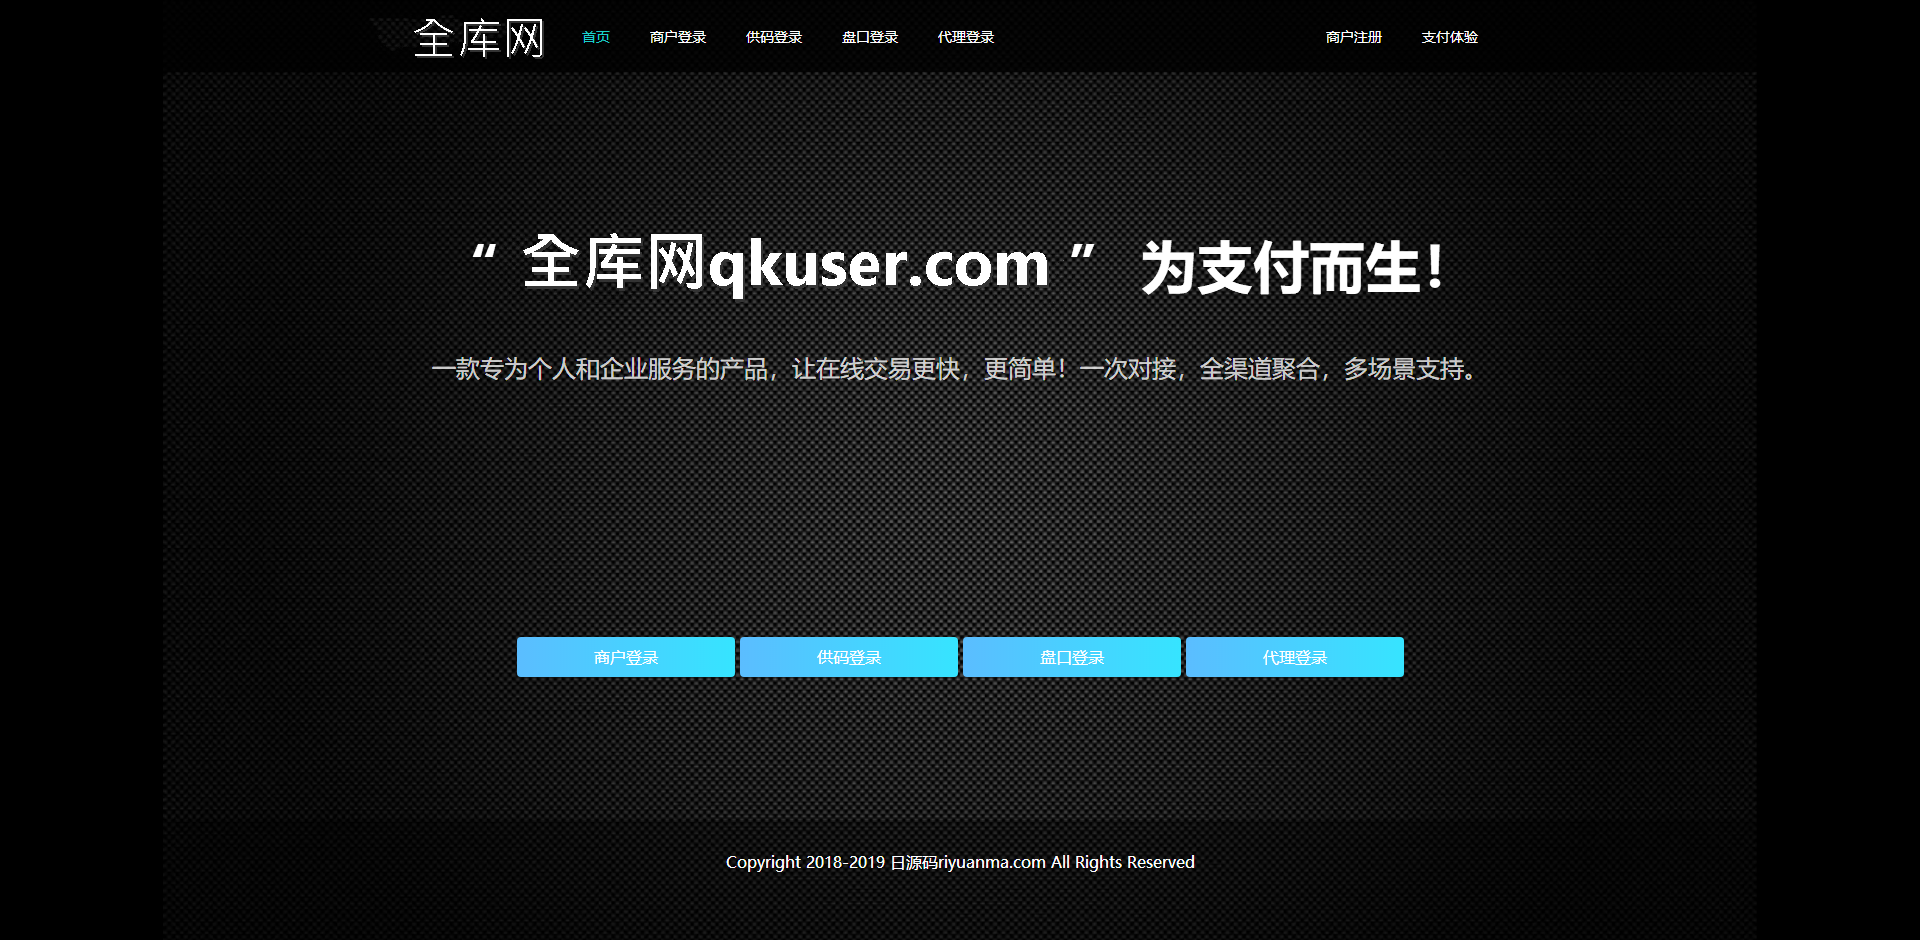 全库网 首页 商户登录 供码登录 盘口登录 代理登录 商户注册 支付体验
“ 全库网qkuser.com ” 为支付而生！
一款专为个人和企业服务的产品，让在线交易更快，更简单！一次对接，全渠道聚合，多场景支持。
商户登录 供码登录 盘口登录 代理登录
Copyright 2018-2019 日源码riyuanma.com All Rights Reserved